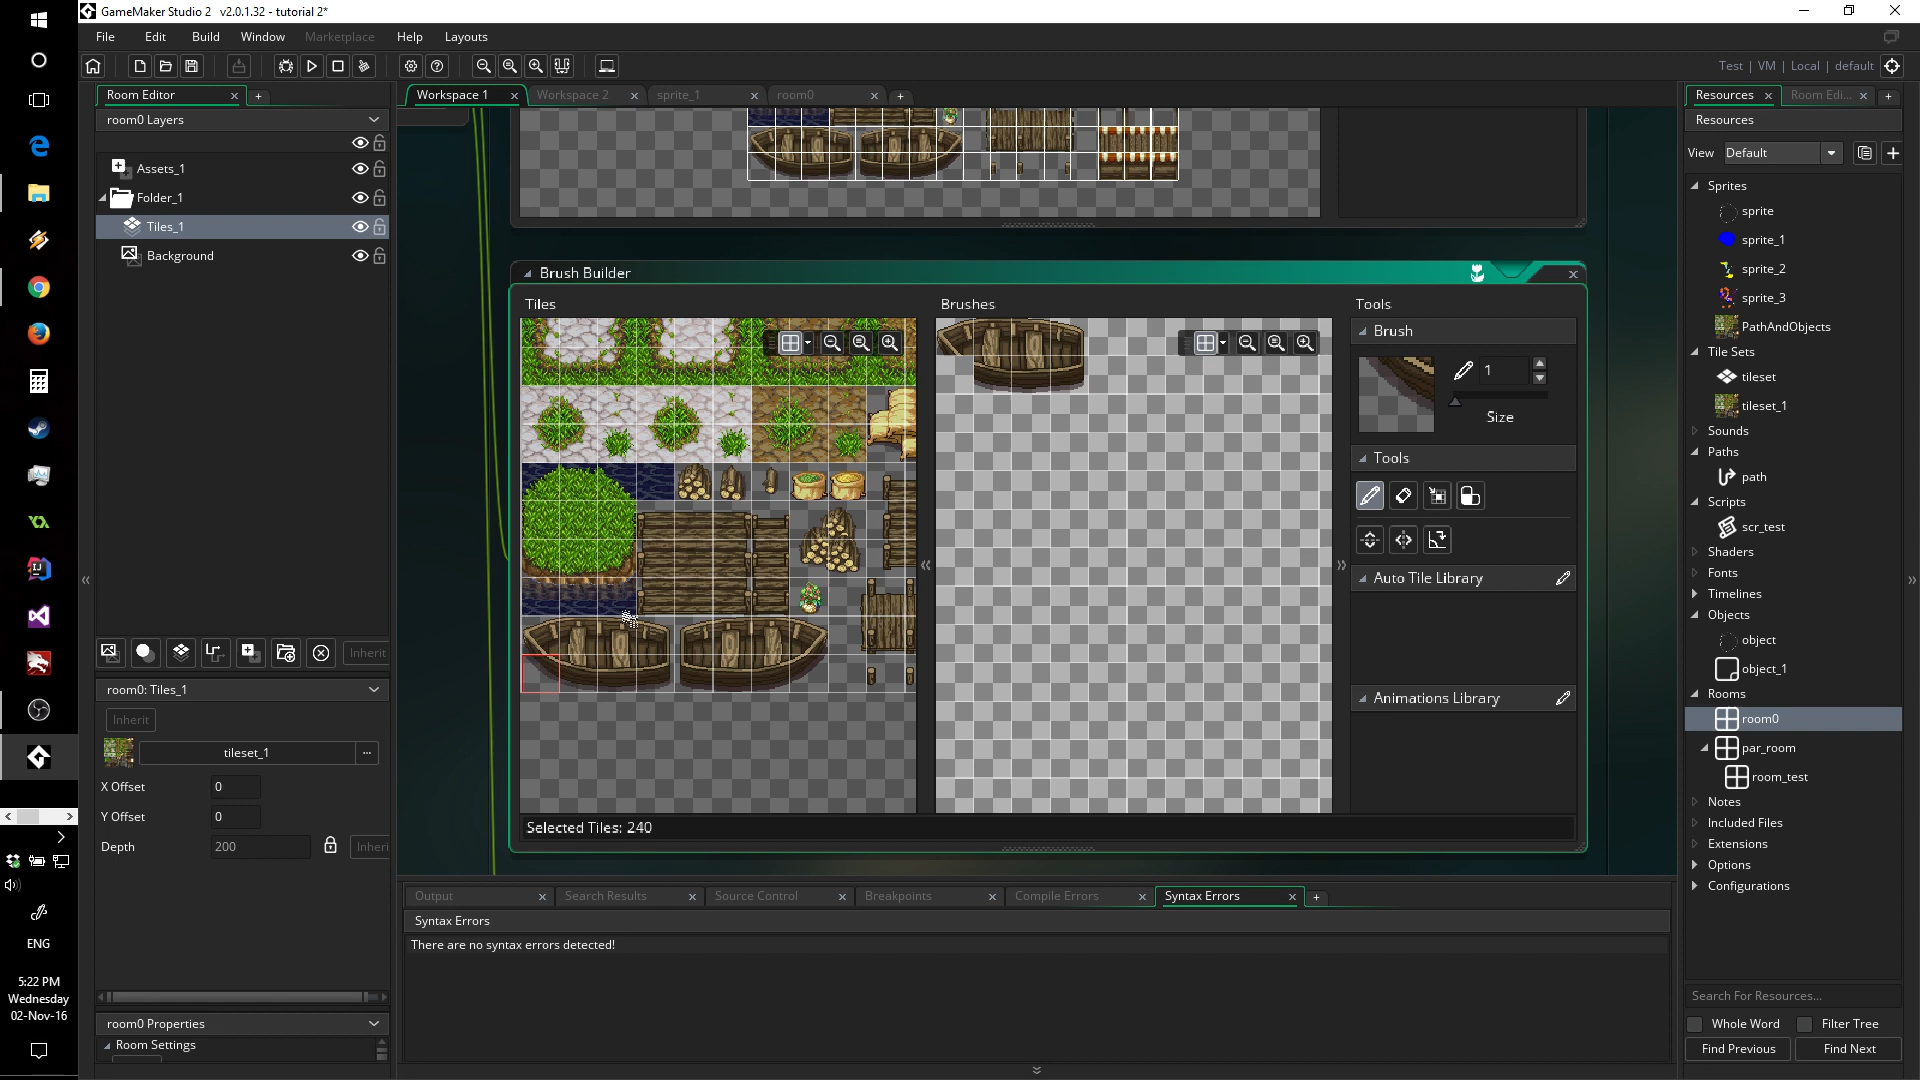 GameMaker Studio 2   v2.0.1.32 - tutorial 2*
File Edit Build Window Marketplace Help Layouts
Test | VM | Local | default
Room Editor
Workspace 1
Workspace 2
sprite_1
room0
Resources
Room Edi...
room0 Layers
Resources
View Default
Assets_1
Folder_1
Tiles_1
Background
Inherit
room0: Tiles_1
Inherit
tileset_1
X Offset 0
Y Offset 0
Depth 200
Inheri
room0 Properties
Room Settings
Brush Builder
Tiles
Brushes
Tools
Brush
1
Size
Tools
Auto Tile Library
Animations Library
Selected Tiles: 240
Output
Search Results
Source Control
Breakpoints
Compile Errors
Syntax Errors
Syntax Errors
There are no syntax errors detected!
Sprites
sprite
sprite_1
sprite_2
sprite_3
PathAndObjects
Tile Sets
tileset
tileset_1
Sounds
Paths
path
Scripts
scr_test
Shaders
Fonts
Timelines
Objects
object
object_1
Rooms
room0
par_room
room_test
Notes
Included Files
Extensions
Options
Configurations
Search For Resources...
Whole Word
Filter Tree
Find Previous
Find Next
ENG
5:22 PM
Wednesday
02-Nov-16